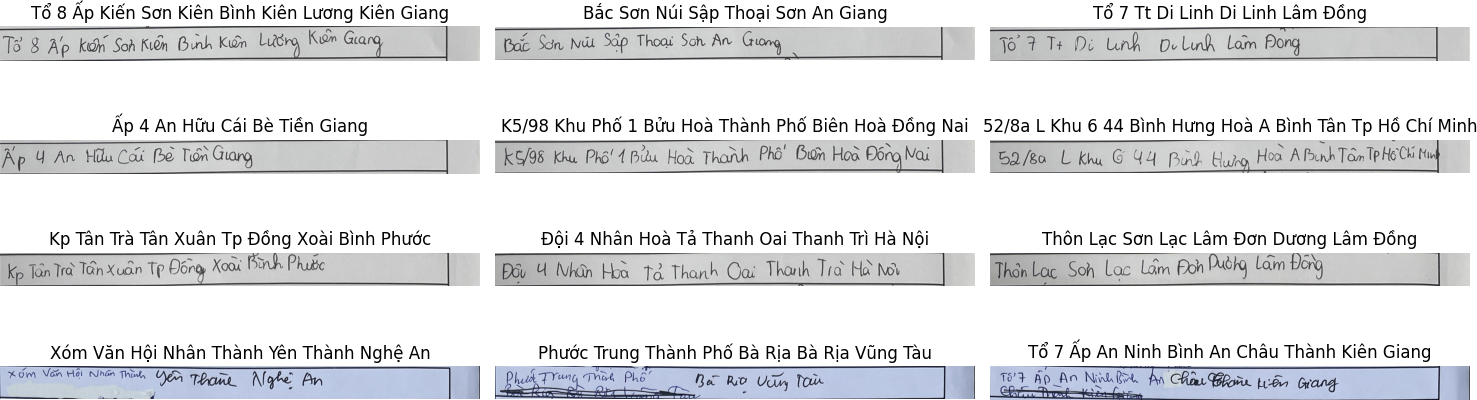 Tổ 8 Ấp Kiến Sơn Kiên Bình Kiên Lương Kiên Giang
Tổ 8 Ấp Kiến Sơn Kiên Bình Kiên Lương Kiên Giang
Bắc Sơn Núi Sập Thoại Sơn An Giang
Bắc Sơn Núi Sập Thoại Sơn An Giang
Tổ 7 Tt Di Linh Di Linh Lâm Đồng
Tổ 7 Tt Di Linh Di Linh Lâm Đồng
Ấp 4 An Hữu Cái Bè Tiền Giang
Ấp 4 An Hữu Cái Bè Tiền Giang
K5/98 Khu Phố 1 Bửu Hoà Thành Phố Biên Hoà Đồng Nai
K5/98 Khu Phố 1 Bửu Hoà Thành Phố Biên Hoà Đồng Nai
52/8a L Khu 6 44 Bình Hưng Hoà A Bình Tân Tp Hồ Chí Minh
52/8a L Khu 6 44 Bình Hưng Hoà A Bình Tân Tp Hồ Chí Minh
Kp Tân Trà Tân Xuân Tp Đồng Xoài Bình Phước
Kp Tân Trà Tân Xuân Tp Đồng Xoài Bình Phước
Đội 4 Nhân Hoà Tả Thanh Oai Thanh Trì Hà Nội
Đội 4 Nhân Hoà Tả Thanh Oai Thanh Trì Hà Nội
Thôn Lạc Sơn Lạc Lâm Đơn Dương Lâm Đồng
Thôn Lạc Sơn Lạc Lâm Đơn Dương Lâm Đồng
Xóm Văn Hội Nhân Thành Yên Thành Nghệ An
Xóm Văn Hội Nhân Thành Yên Thành Nghệ An
Phước Trung Thành Phố Bà Rịa Bà Rịa Vũng Tàu
Phước Trung Thành Phố Bà Rịa Vũng Tàu
Tổ 7 Ấp An Ninh Bình An Châu Thành Kiên Giang
Tổ 7 Ấp An Ninh Bình An Châu Thành Kiên Giang